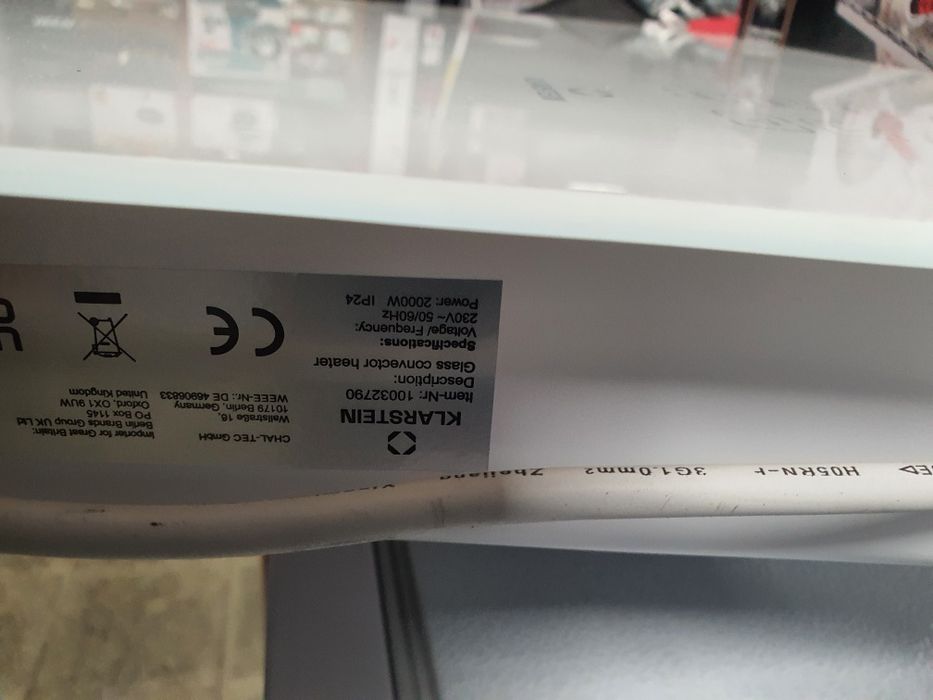 KLARSTEIN
Item-Nr: 10032790
Description:
Glass convector heater
Specifications:
Voltage/ Frequency:
230V ~ 50/60Hz
Power: 2000W IP24
CHAL-TEC GmbH
Wallstraße 16,
10179 Berlin, Germany
WEEE-Nr.: DE 46906833
Importer for Great Britain:
Berlin Brands Group UK Ltd
PO Box 1145
Oxford, OX1 9UW
United Kingdom
CE
H05RN-F 3G1.0mm² Zhejiang